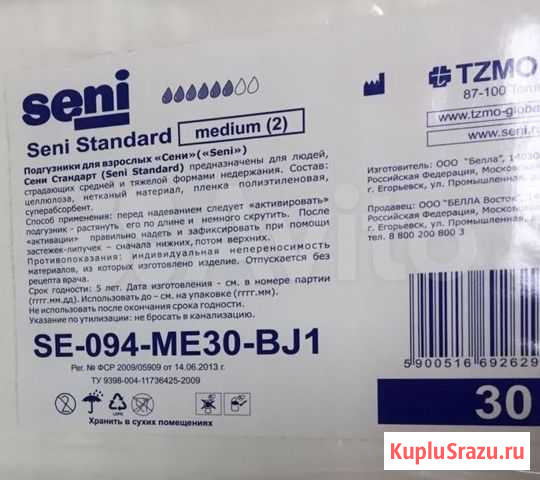 seni
Seni Standard medium (2)
Подгузники для взрослых «Сени»(«Seni»)
Сени Стандарт (Seni Standard) предназначены для людей,
страдающих средней и тяжелой формами недержания. Состав:
целлюлоза, нетканый материал, пленка полиэтиленовая,
суперабсорбент.
Способ применения: перед надеванием следует «активировать»
подгузник - растянуть его по длине и немного скрутить. После
«активации» правильно надеть и зафиксировать при помощи
застежек-липучек – сначала нижних, потом верхних.
Противопоказания: индивидуальная непереносимость
материалов, из которых изготовлено изделие. Отпускается без
рецепта врача.
Срок годности: 5 лет. Дата изготовления - см. в номере партии
(гггг.мм.дд). Использовать до – см. на упаковке (гггг.мм).
Не использовать после окончания срока годности.
Указание по утилизации: не бросать в канализацию.
SE-094-ME30-BJ1
Рег. № ФСР 2009/05909 от 14.06.2013 г.
ТУ 9398-004-11736425-2009
Хранить в сухих помещениях
TZMO
87-100
www.tzmo-globa
www.seni.r
Изготовитель: ООО "Белла", 14030
Российская Федерация, Московска
г. Егорьевск, ул. Промышленная,
Продавец: ООО "БЕЛЛА Восток",
Российская Федерация, Московск
г. Егорьевск, ул. Промышленная,
тел. 8 800 200 800 3
5 900516 692629
30
KupluSrazu.ru